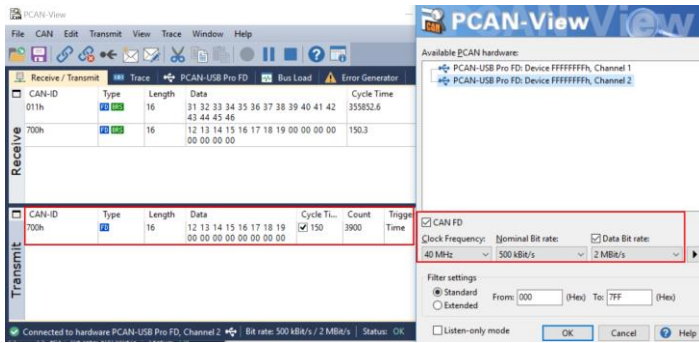 PCAN-View
File CAN Edit Transmit View Trace Window Help
Receive / Transmit Trace PCAN-USB Pro FD Bus Load Error Generator
CAN-ID Type Length Data Cycle Time
011h FD BRS 16 31 32 33 34 35 36 37 38 39 40 41 42 355852.6
43 44 45 46
700h FD BRS 16 12 13 14 15 16 17 18 19 00 00 00 00 150.3
00 00 00 00
Receive
CAN-ID Type Length Data Cycle Ti... Count Trigge
700h FD 16 12 13 14 15 16 17 18 19 150 3900 Time
00 00 00 00 00 00 00 00
Transmit
Connected to hardware PCAN-USB Pro FD, Channel 2 Bit rate: 500 kBit/s / 2 MBit/s Status: OK
PCAN-View
Available PCAN hardware:
PCAN-USB Pro FD: Device FFFFFFFFh, Channel 1
PCAN-USB Pro FD: Device FFFFFFFFh, Channel 2
CAN FD
Clock Frequency: Nominal Bit rate: Data Bit rate:
40 MHz 500 kBit/s 2 MBit/s
Filter settings
Standard
Extended
From: 000 (Hex) To: 7FF (Hex)
Listen-only mode OK Cancel Help